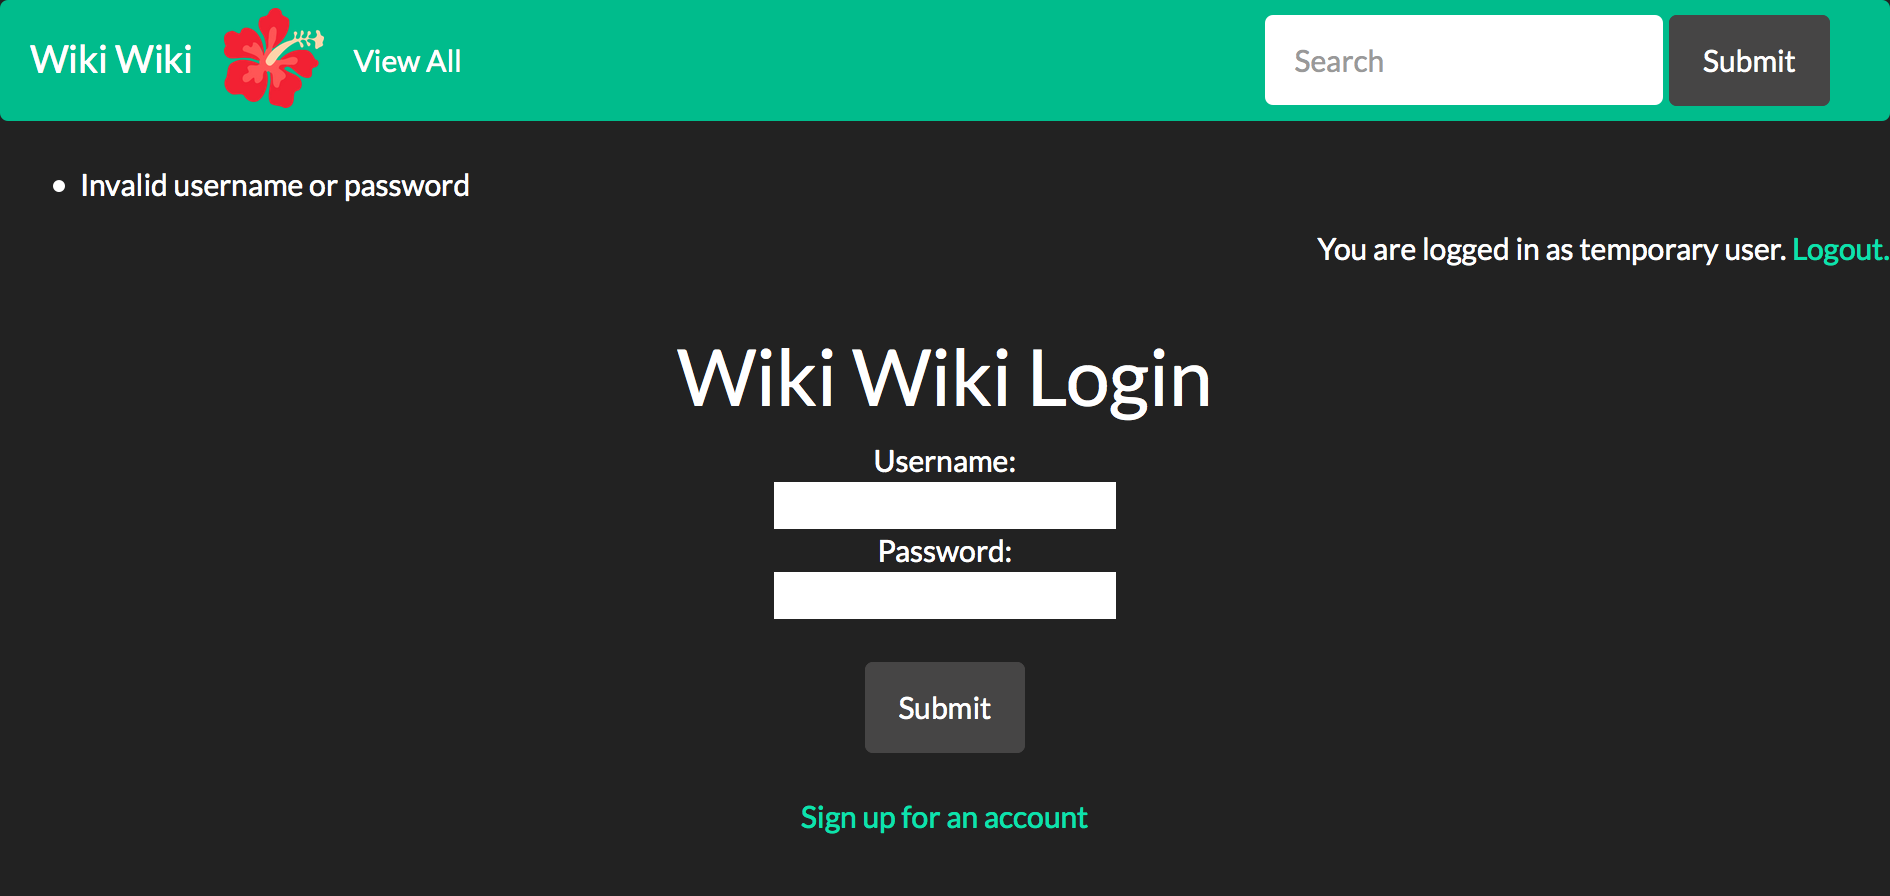 Wiki Wiki View All Search Submit
Invalid username or password
You are logged in as temporary user. Logout.
Wiki Wiki Login
Username:
Password:
Submit
Sign up for an account